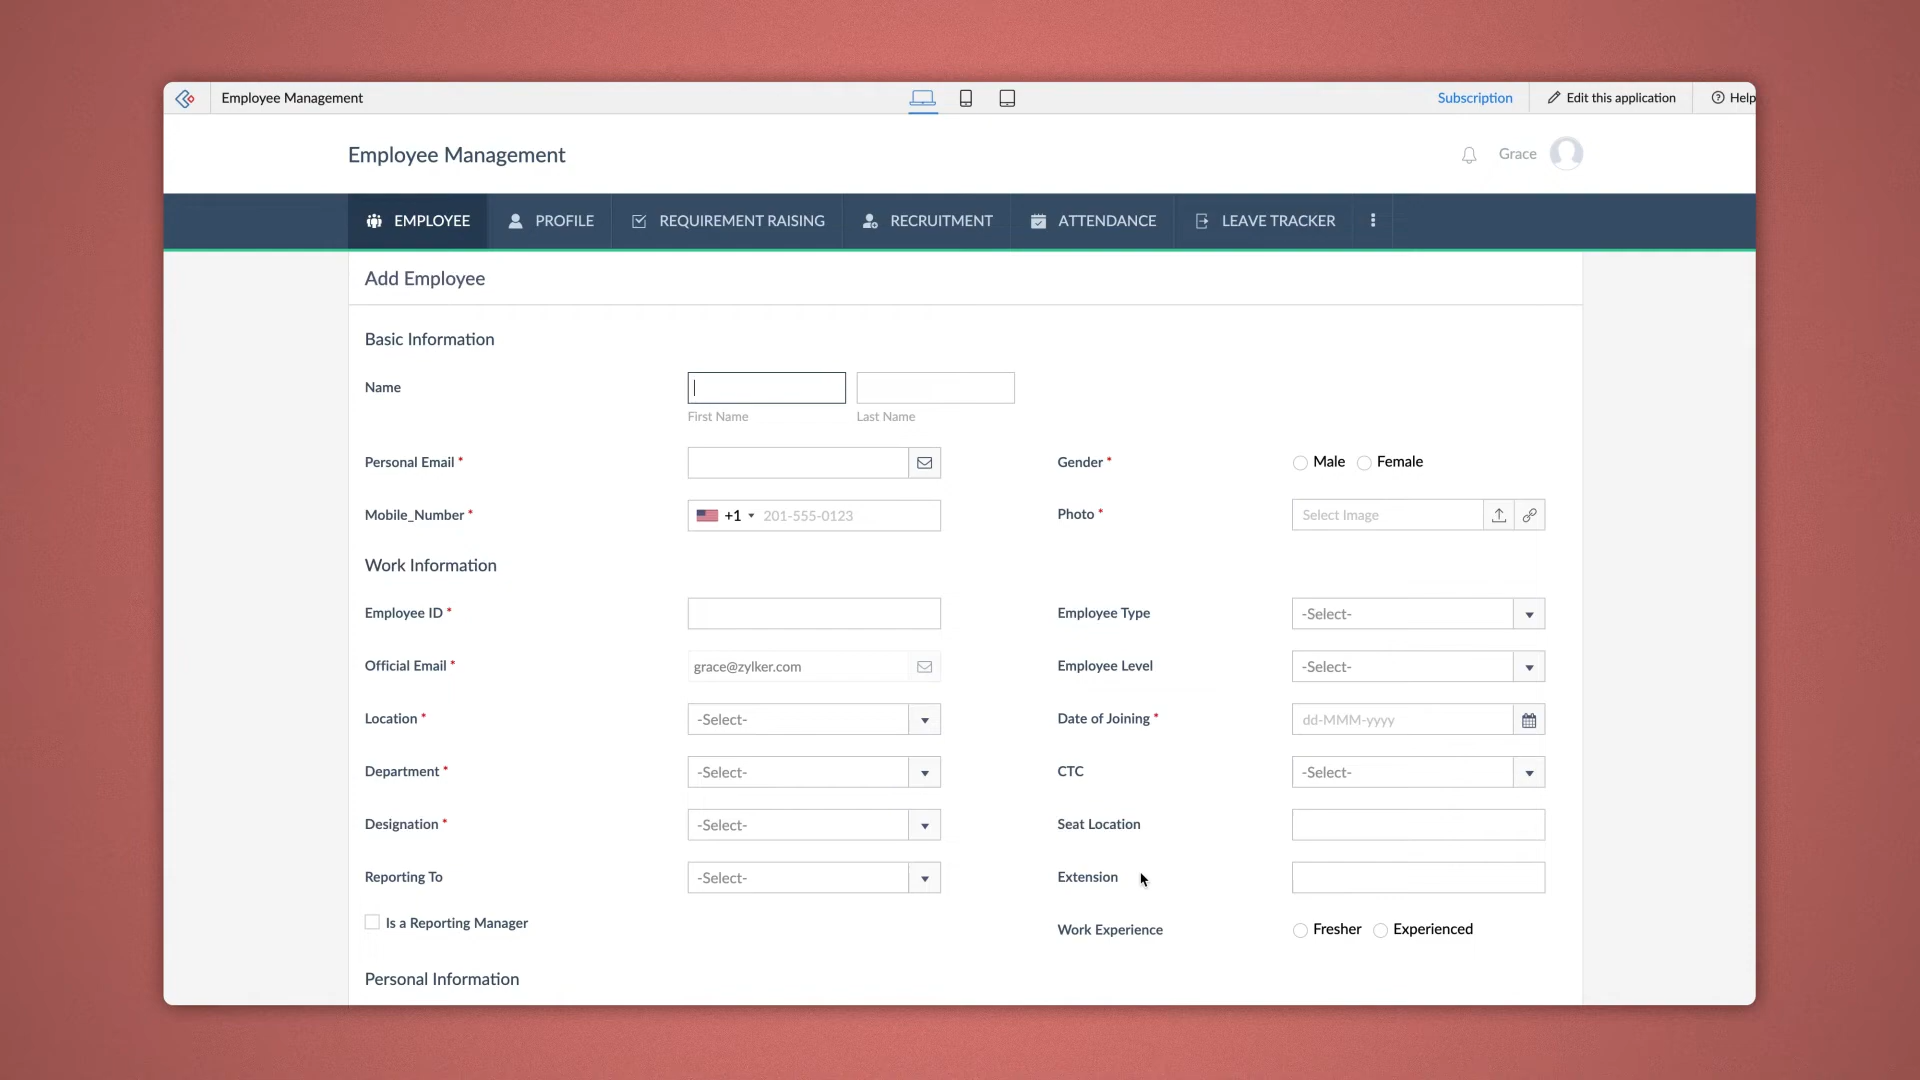 Employee Management
Subscription
Edit this application
Help
Employee Management
Grace
EMPLOYEE
PROFILE
REQUIREMENT RAISING
RECRUITMENT
ATTENDANCE
LEAVE TRACKER
Add Employee
Basic Information
Name
First Name
Last Name
Personal Email *
Gender *
Male
Female
Mobile_Number *
+1
201-555-0123
Photo *
Select Image
Work Information
Employee ID *
Employee Type
-Select-
Official Email *
grace@zylker.com
Employee Level
-Select-
Location *
-Select-
Date of Joining *
dd-MMM-yyyy
Department *
-Select-
CTC
-Select-
Designation *
-Select-
Seat Location
Reporting To
-Select-
Extension
Is a Reporting Manager
Work Experience
Fresher
Experienced
Personal Information